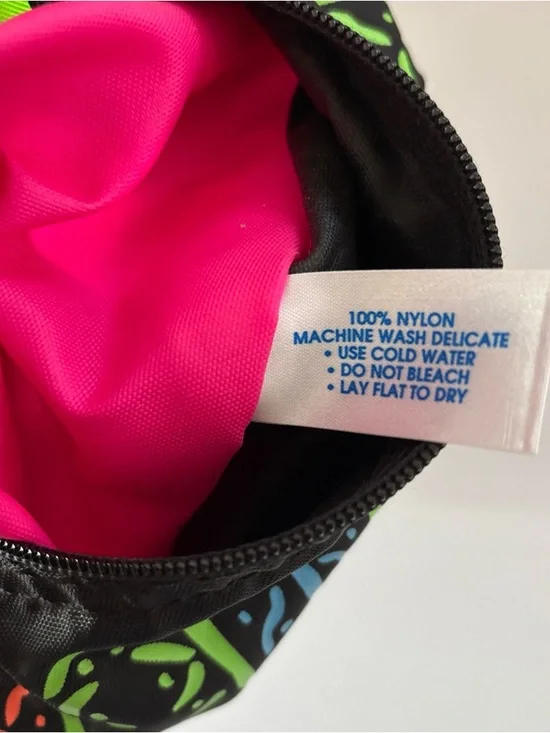 100% NYLON
MACHINE WASH DELICATE
• USE COLD WATER
• DO NOT BLEACH
• LAY FLAT TO DRY